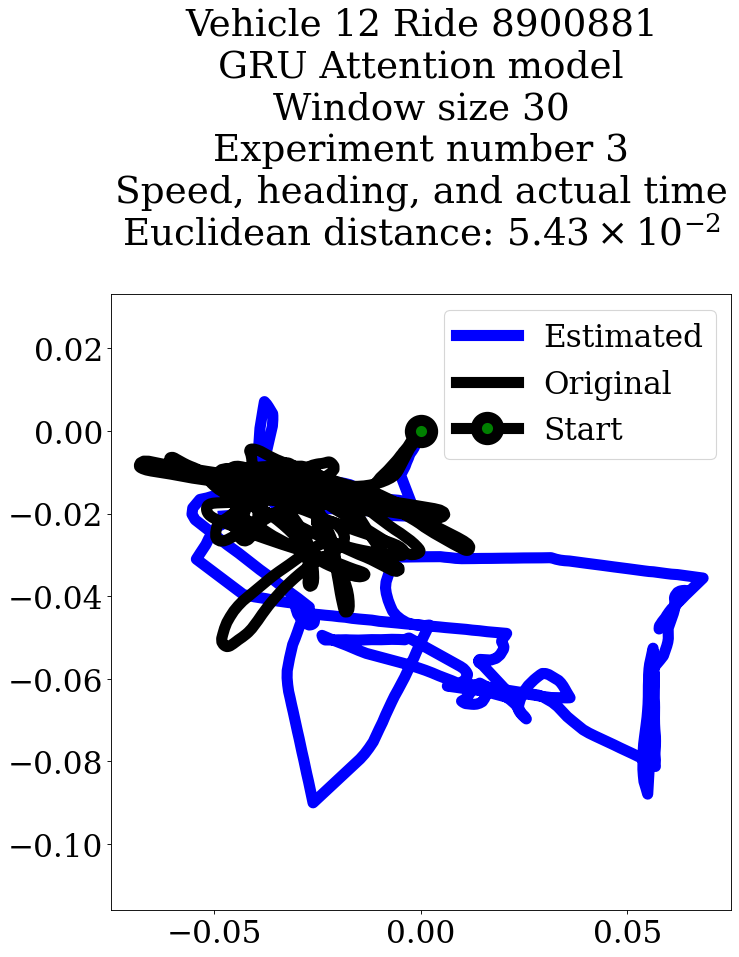 Vehicle 12 Ride 8900881
GRU Attention model
Window size 30
Experiment number 3
Speed, heading, and actual time
Euclidean distance: 5.43 × 10⁻²
Estimated
Original
Start
0.02
0.00
−0.02
−0.04
−0.06
−0.08
−0.10
−0.05
0.00
0.05